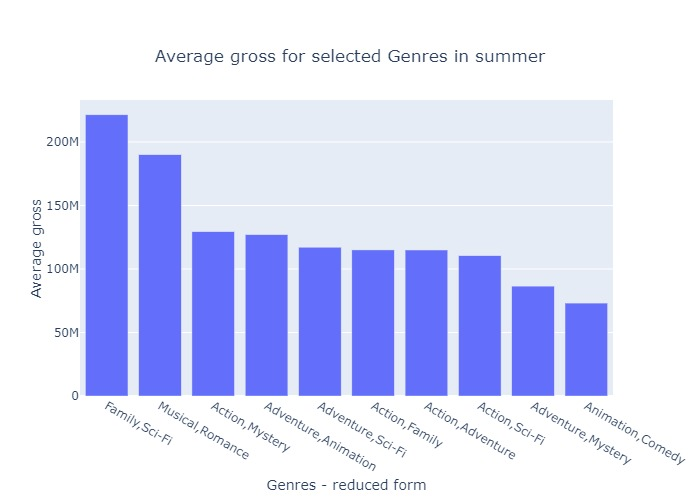 Average gross for selected Genres in summer
Average gross
200M
150M
100M
50M
0
Family,Sci-Fi
Musical,Romance
Action,Mystery
Adventure,Animation
Adventure,Sci-Fi
Action,Family
Action,Adventure
Action,Sci-Fi
Adventure,Mystery
Animation,Comedy
Genres - reduced form